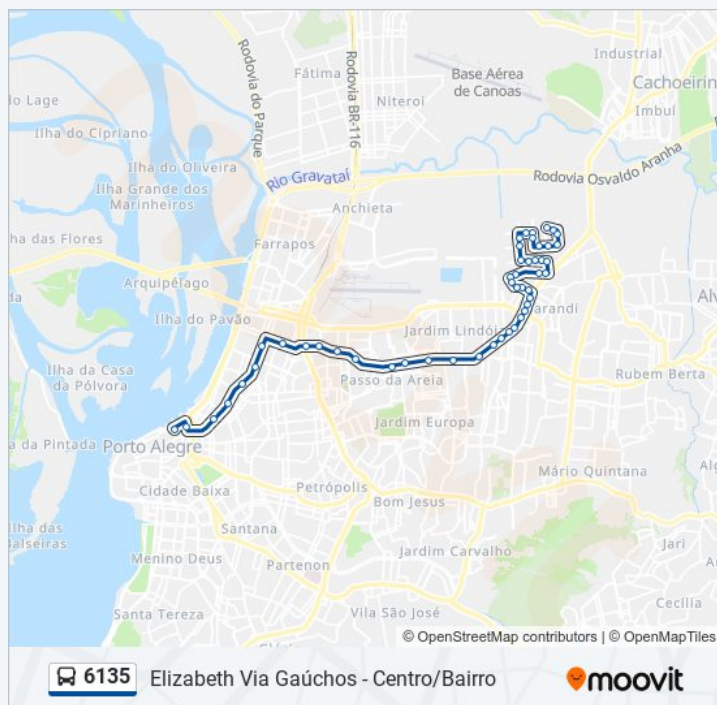 Fátima
Rodovia do Parque
Rodovia BR-116
Niteroi
Base Aérea
de Canoas
Industrial
Cachoeirin
Imbuí
lo Lage
Ilha do Cipriano
Ilha do Oliveira
Ilha Grande dos
Marinheiros
Rio Gravataí
Rodovia Osvaldo Aranha
Anchieta
ha das Flores
Farrapos
Arquipélago
Ilha do Pavão
arandi
Alv
Jardim Lindóia
Ilha da Casa
da Pólvora
Passo da Areia
Rubem Berta
Jardim Europa
a da Pintada
Porto Alegre
Cidade Baixa
Mário Quintana
Petrópolis
Bom Jesus
Ilha das
Balseiras
Santana
Jardim Carvalho
Jari
Menino Deus
Partenon
Santa Tereza
Vila São José
Cecília
© OpenStreetMap contributors | © OpenMapTiles
6135
Elizabeth Via Gaúchos - Centro/Bairro
moovit